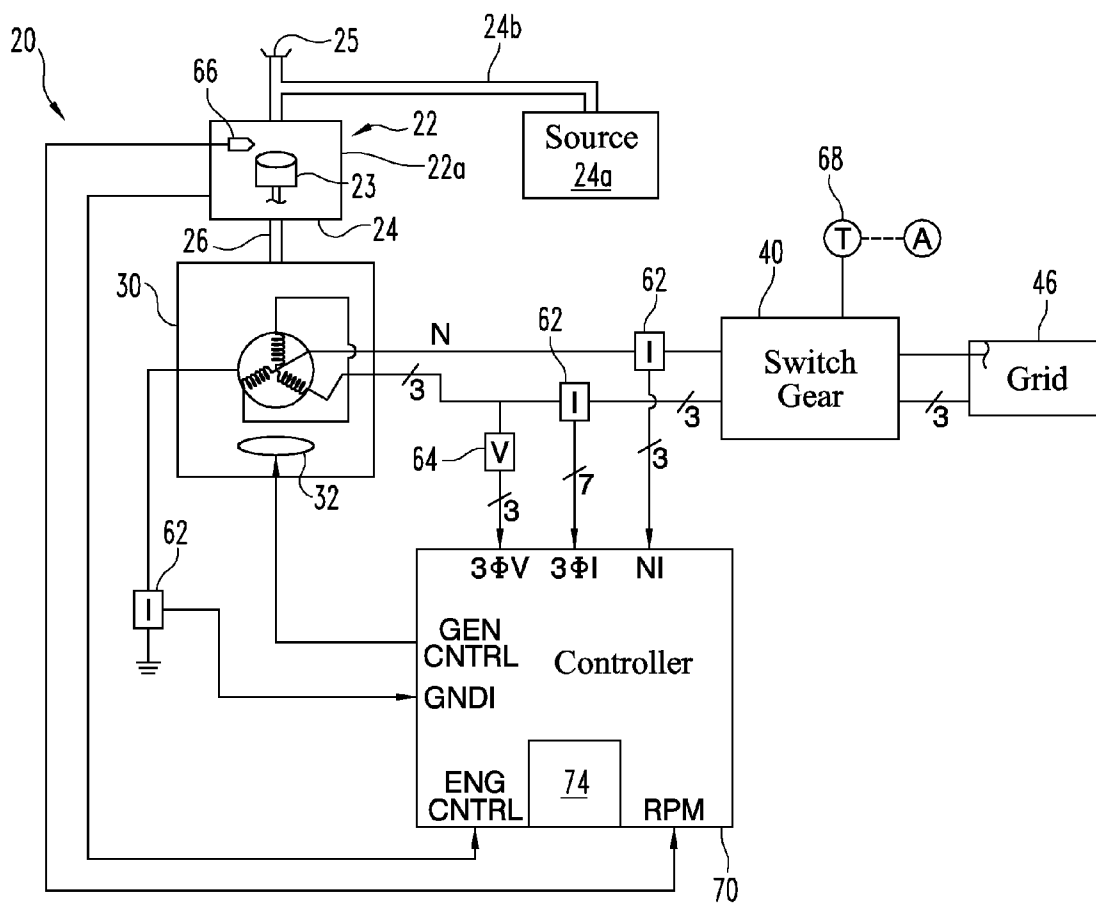 20
25
24b
66
22
Source
24a
22a
23
68
26
24
T
A
30
40
62
46
N
62
I
Switch
Gear
Grid
3
I
3
3
64
V
3
7
3
32
62
3ΦV
3ΦI
NI
I
GEN
CNTRL
Controller
GNDI
ENG
CNTRL
74
RPM
70